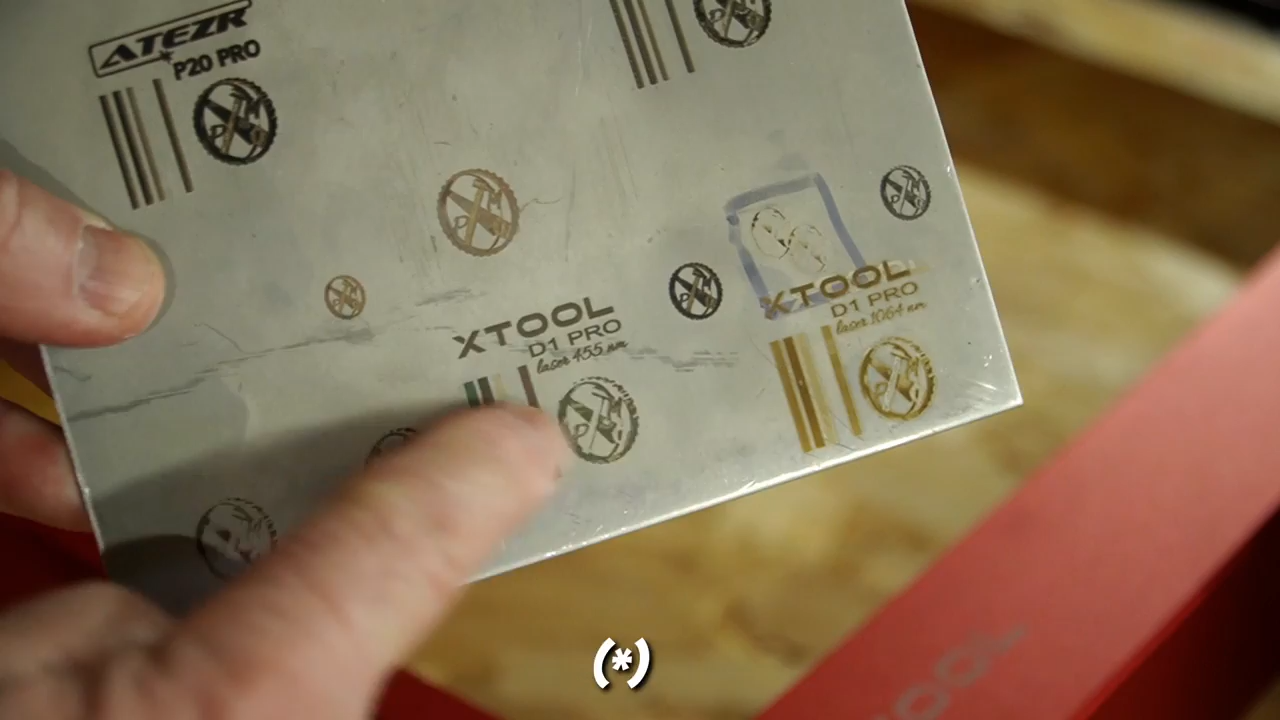 ATEZR
P20 PRO
XTOOL
D1 PRO
laser 455 nm
XTOOL
D1 PRO
laser 1064 nm
(*)